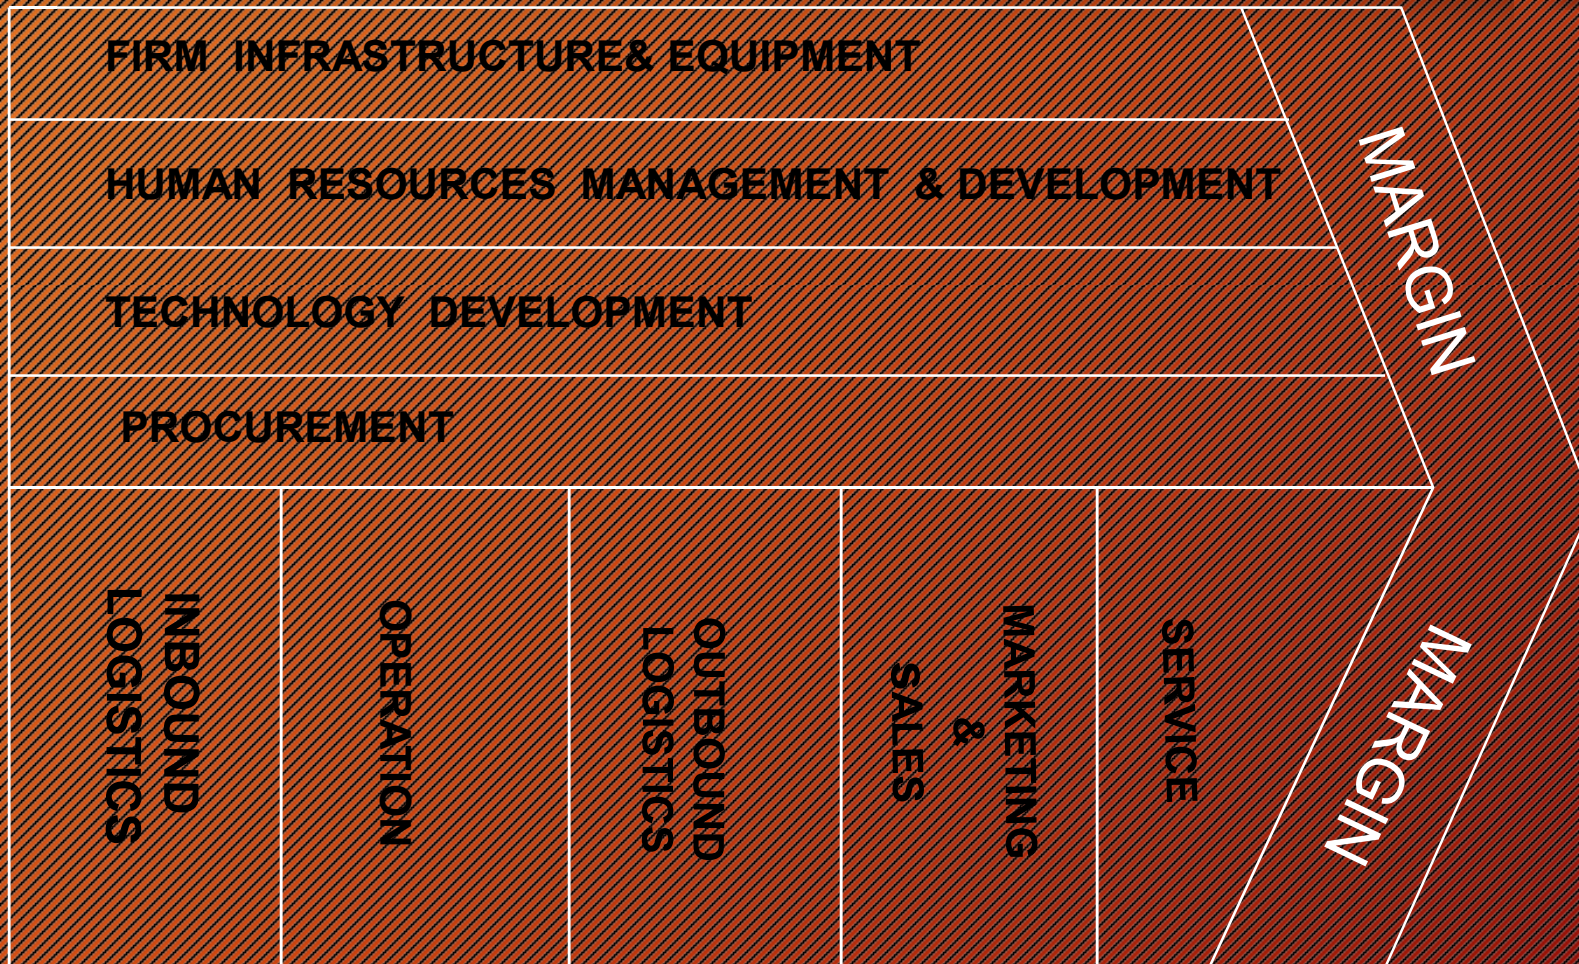 FIRM INFRASTRUCTURE& EQUIPMENT
HUMAN RESOURCES MANAGEMENT & DEVELOPMENT
TECHNOLOGY DEVELOPMENT
PROCUREMENT
MARGIN
INBOUND
LOGISTICS
OPERATION
OUTBOUND
LOGISTICS
MARKETING
&
SALES
SERVICE
MARGIN